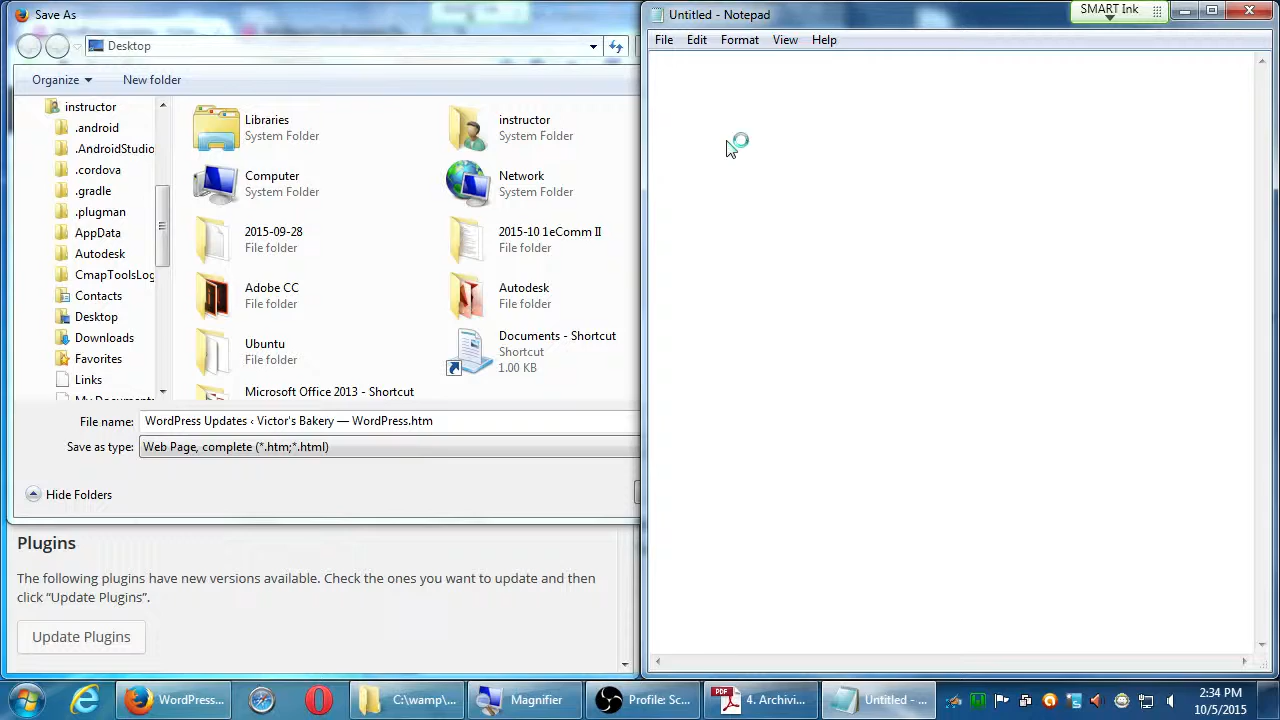 Save As
Untitled - Notepad
SMART Ink
Desktop
File Edit Format View Help
Organize
New folder
instructor
.android
.AndroidStudio
.cordova
.gradle
.plugman
AppData
Autodesk
CmapToolsLog
Contacts
Desktop
Downloads
Favorites
Links
My Documents
Libraries
System Folder
instructor
System Folder
Computer
System Folder
Network
System Folder
2015-09-28
File folder
2015-10 1eComm II
File folder
Adobe CC
File folder
Autodesk
File folder
Ubuntu
File folder
Documents - Shortcut
Shortcut
1.00 KB
Microsoft Office 2013 - Shortcut
File name: WordPress Updates ‹ Victor's Bakery — WordPress.htm
Save as type: Web Page, complete (*.htm;*.html)
Hide Folders
Plugins
The following plugins have new versions available. Check the ones you want to update and then
click “Update Plugins”.
Update Plugins
WordPress...
C:\wamp\...
Magnifier
Profile: Sc...
PDF
4. Archivi...
Untitled - ...
2:34 PM
10/5/2015